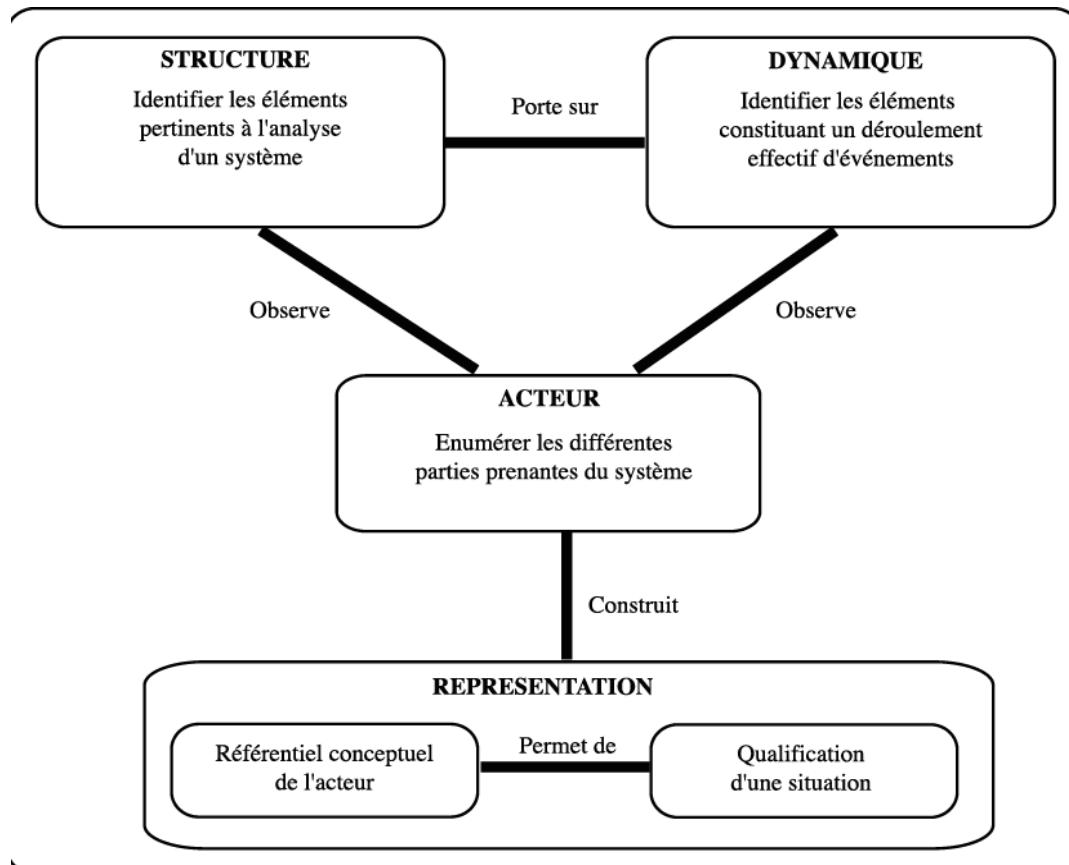 STRUCTURE
Identifier les éléments
pertinents à l'analyse
d'un système
Porte sur
DYNAMIQUE
Identifier les éléments
constituant un déroulement
effectif d'événements
Observe
Observe
ACTEUR
Enumérer les différentes
parties prenantes du système
Construit
REPRESENTATION
Référentiel conceptuel
de l'acteur
Permet de
Qualification
d'une situation